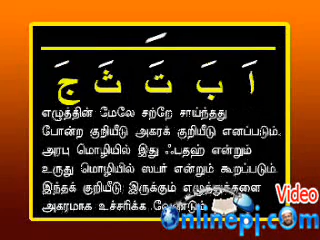 اَ بَ تَ ثَ جَ
எழுத்தின் மேலே சற்றே சாய்ந்தது
போன்ற குறியீடு அகரக் குறியீடு எனப்படும்.
அரபு மொழியில் இது ஃபதஹ் என்றும்
உருது மொழியில் ஸபர் என்றும் கூறப்படும்.
இந்தக் குறியீடு இருக்கும் எழுத்துக்களை
அகரமாக உச்சரிக்க வேண்டும்
Video
Onlinepj.com